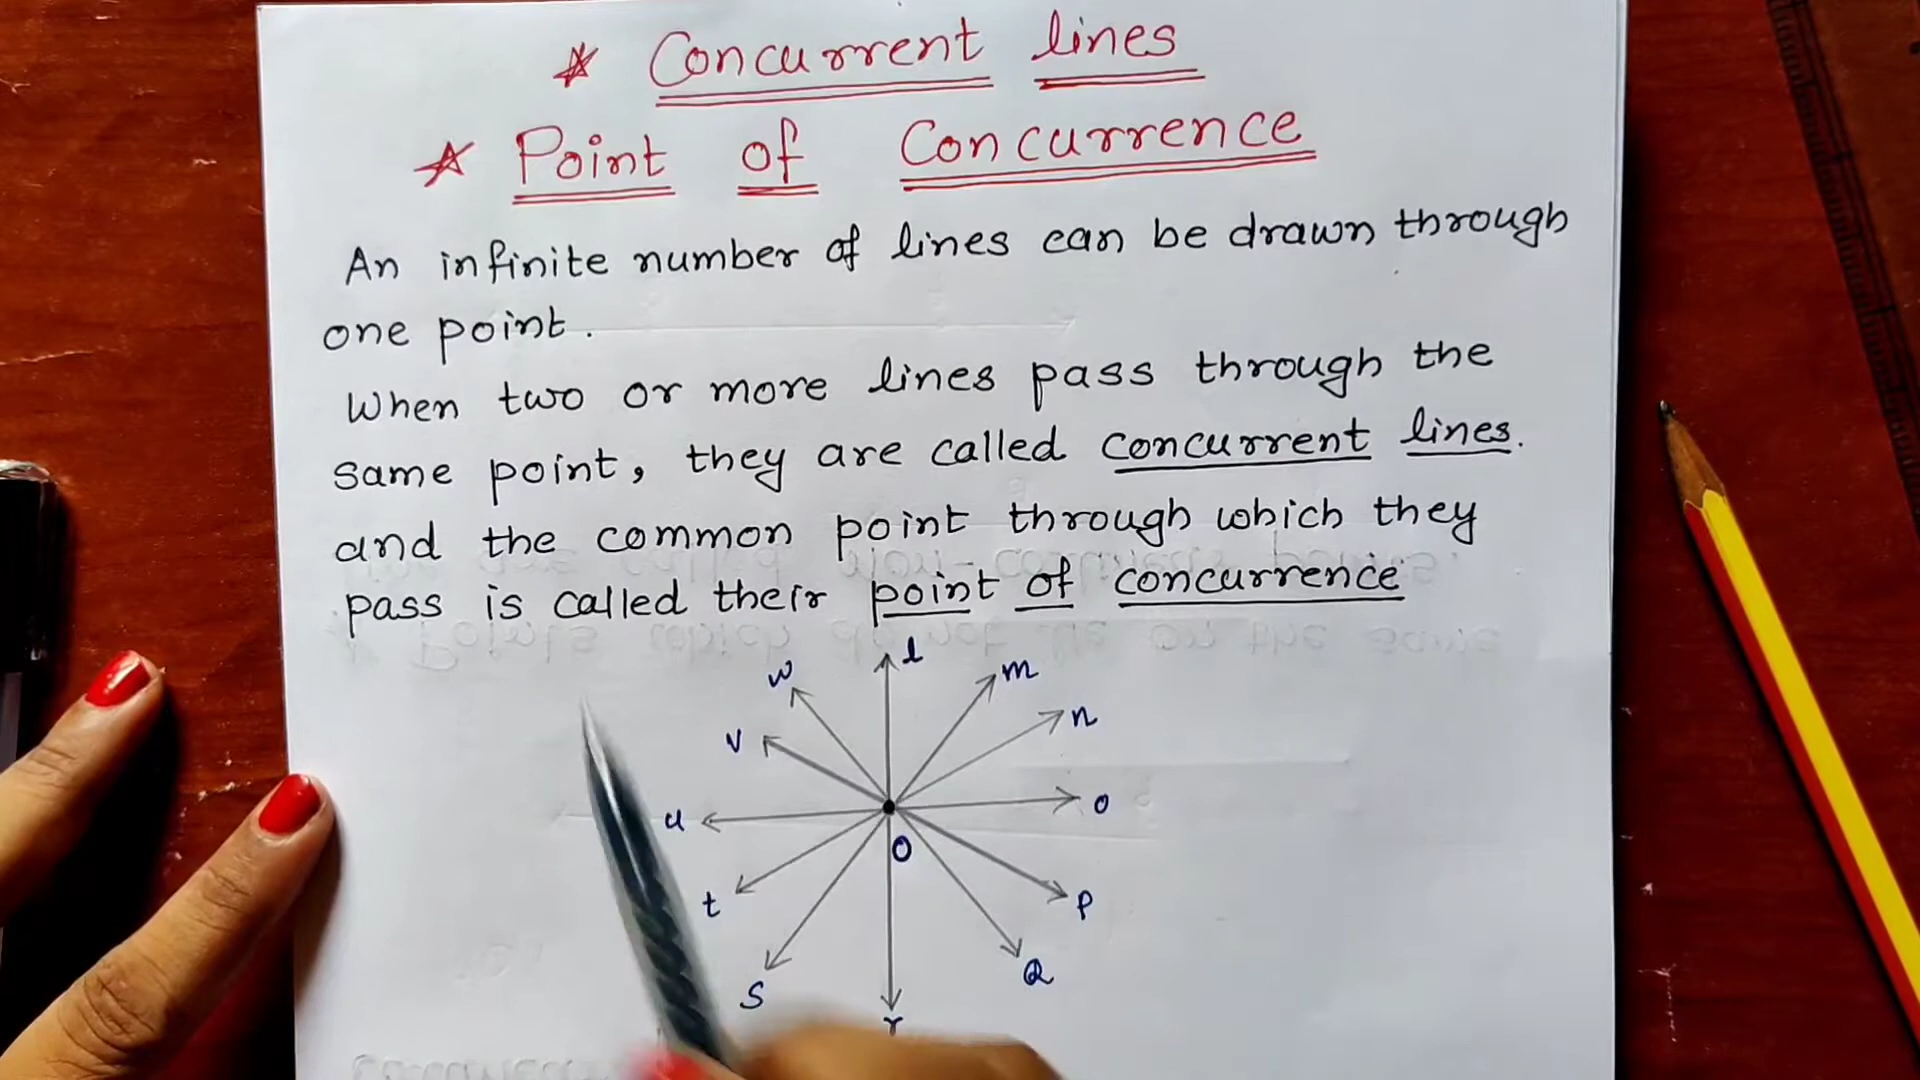 * Concurrent lines
* Point of Concurrence
An infinite number of lines can be drawn through
one point.
When two or more lines pass through the
same point, they are called concurrent lines.
and the common point through which they
pass is called their point of concurrence
l
w
m
v
n
u
o
O
t
p
S
Q
r